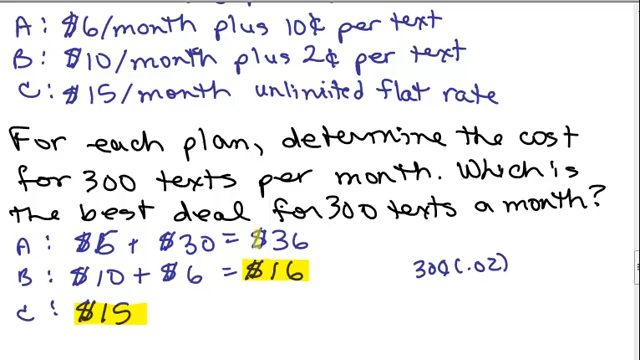 A: $6/month plus 10¢ per text
B: $10/month plus 2¢ per text
C: $15/month unlimited flat rate
For each plan, determine the cost
for 300 texts per month. Which is
the best deal for 300 texts a month?
A: $6 + $30 = $36
B: $10 + $6 = $16
300(.02)
C: $15